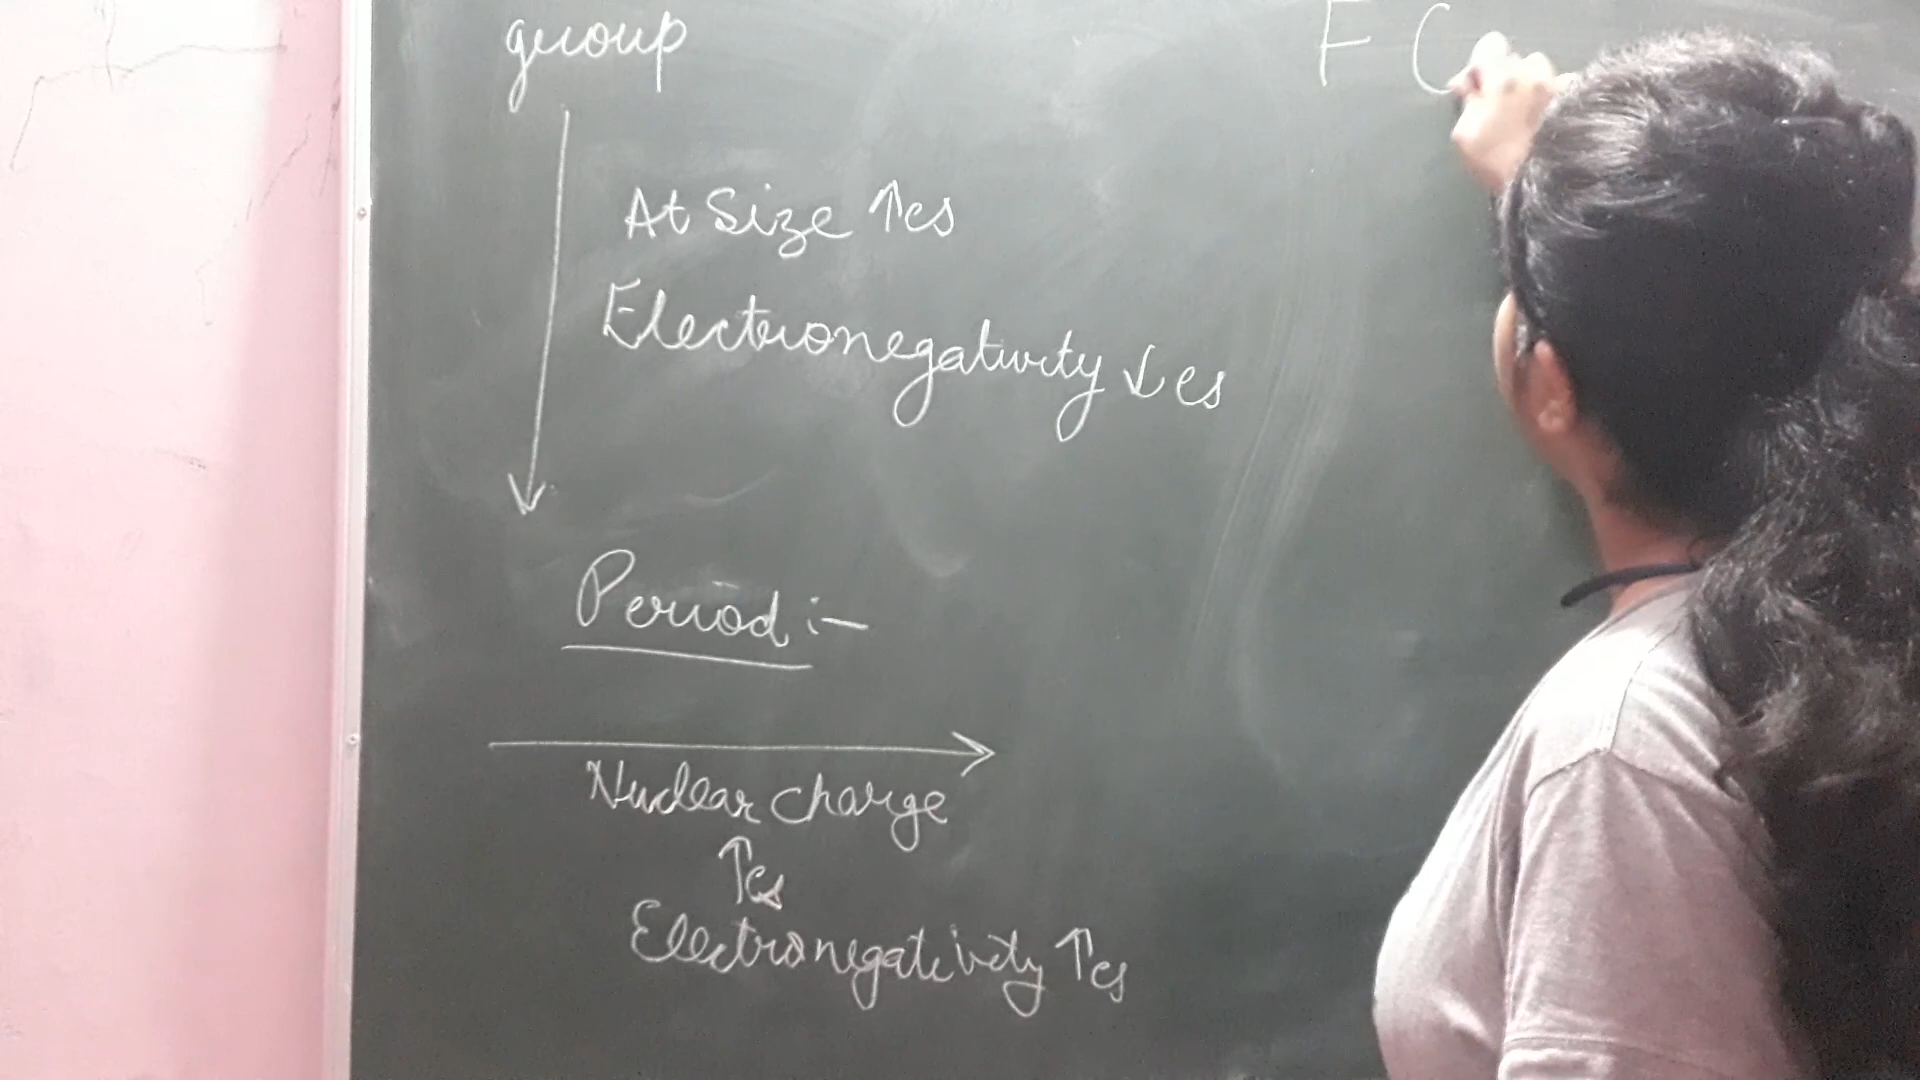 group
F C
At Size ↑es
Electronegativity ↓es
Period :-
Nuclear charge
↑es
Electronegativity ↑es